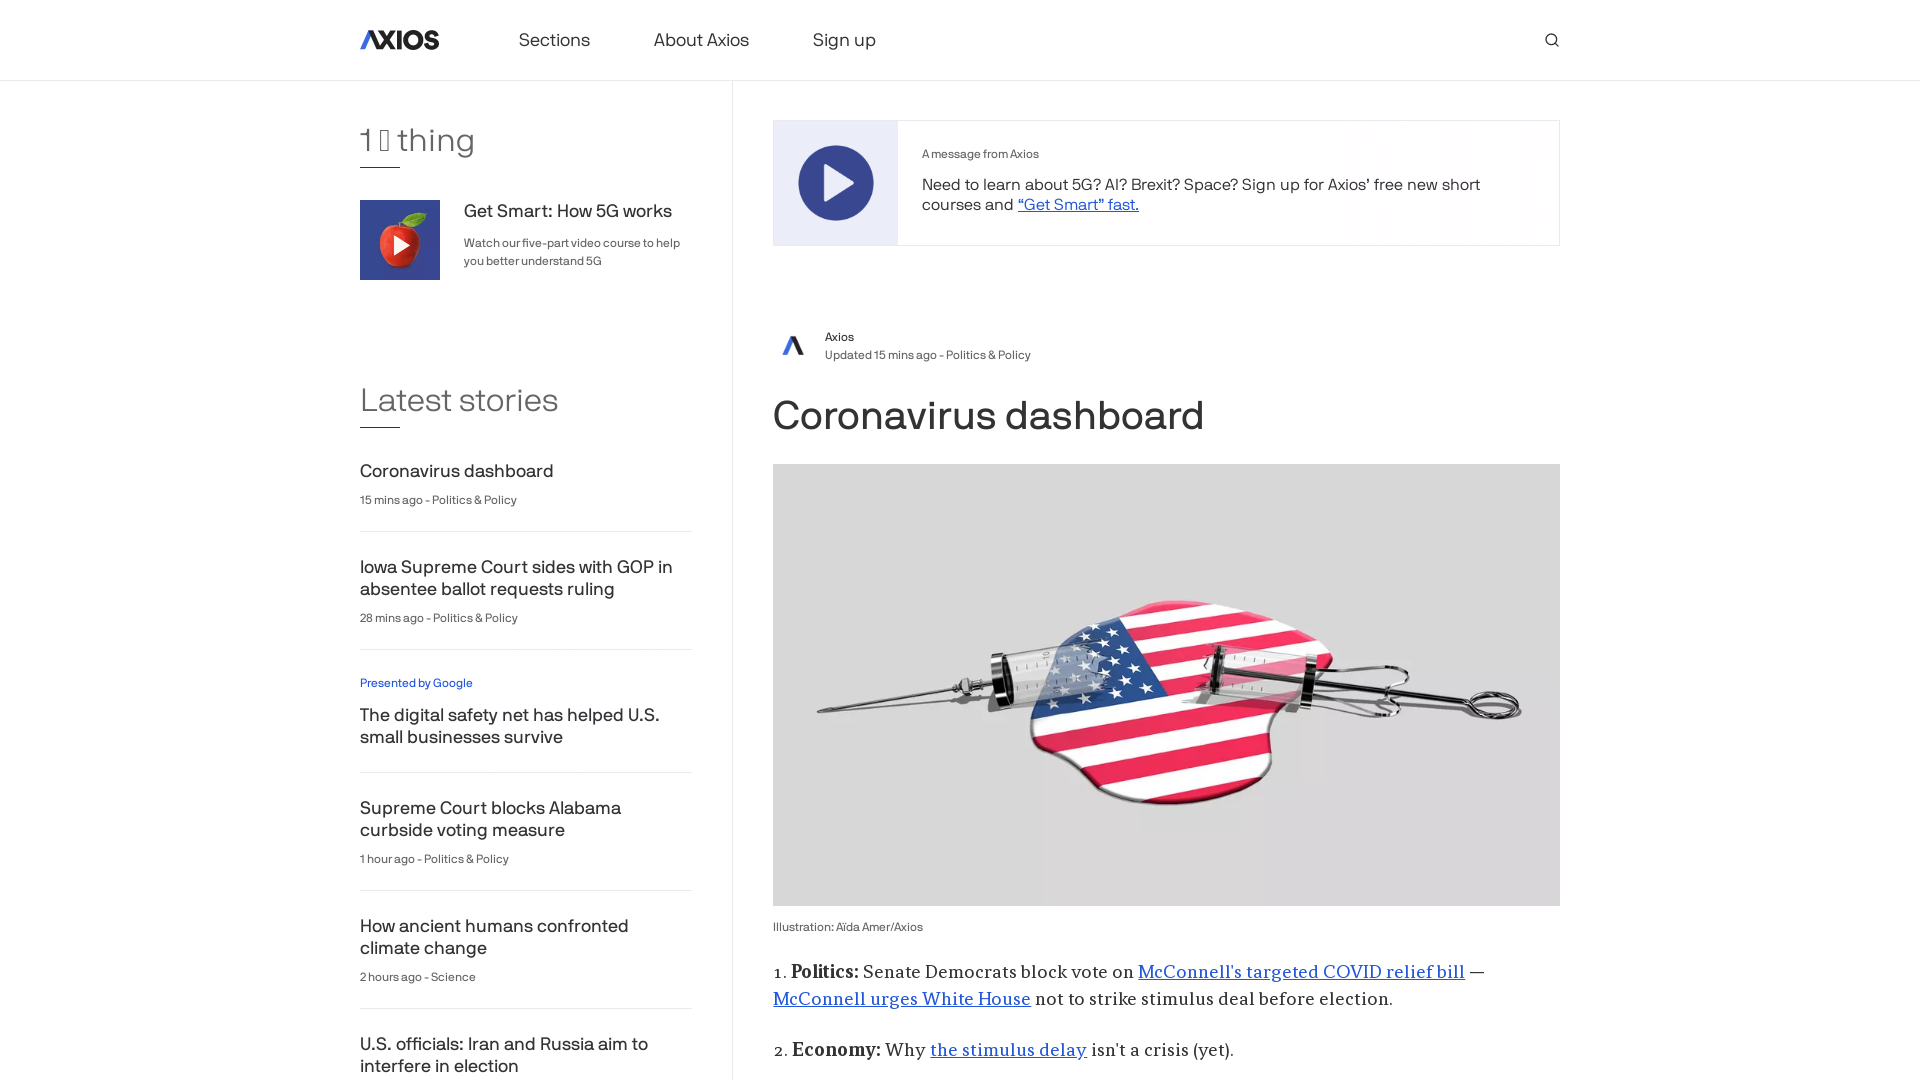 AXIOS
Sections
About Axios
Sign up
1 thing
Get Smart: How 5G works
Watch our five-part video course to help
you better understand 5G
Latest stories
Coronavirus dashboard
15 mins ago - Politics & Policy
Iowa Supreme Court sides with GOP in
absentee ballot requests ruling
28 mins ago - Politics & Policy
Presented by Google
The digital safety net has helped U.S.
small businesses survive
Supreme Court blocks Alabama
curbside voting measure
1 hour ago - Politics & Policy
How ancient humans confronted
climate change
2 hours ago - Science
U.S. officials: Iran and Russia aim to
interfere in election
A message from Axios
Need to learn about 5G? AI? Brexit? Space? Sign up for Axios’ free new short
courses and “Get Smart” fast.
Axios
Updated 15 mins ago - Politics & Policy
Coronavirus dashboard
Illustration: Aïda Amer/Axios
1. Politics: Senate Democrats block vote on McConnell's targeted COVID relief bill —
McConnell urges White House not to strike stimulus deal before election.
2. Economy: Why the stimulus delay isn't a crisis (yet).